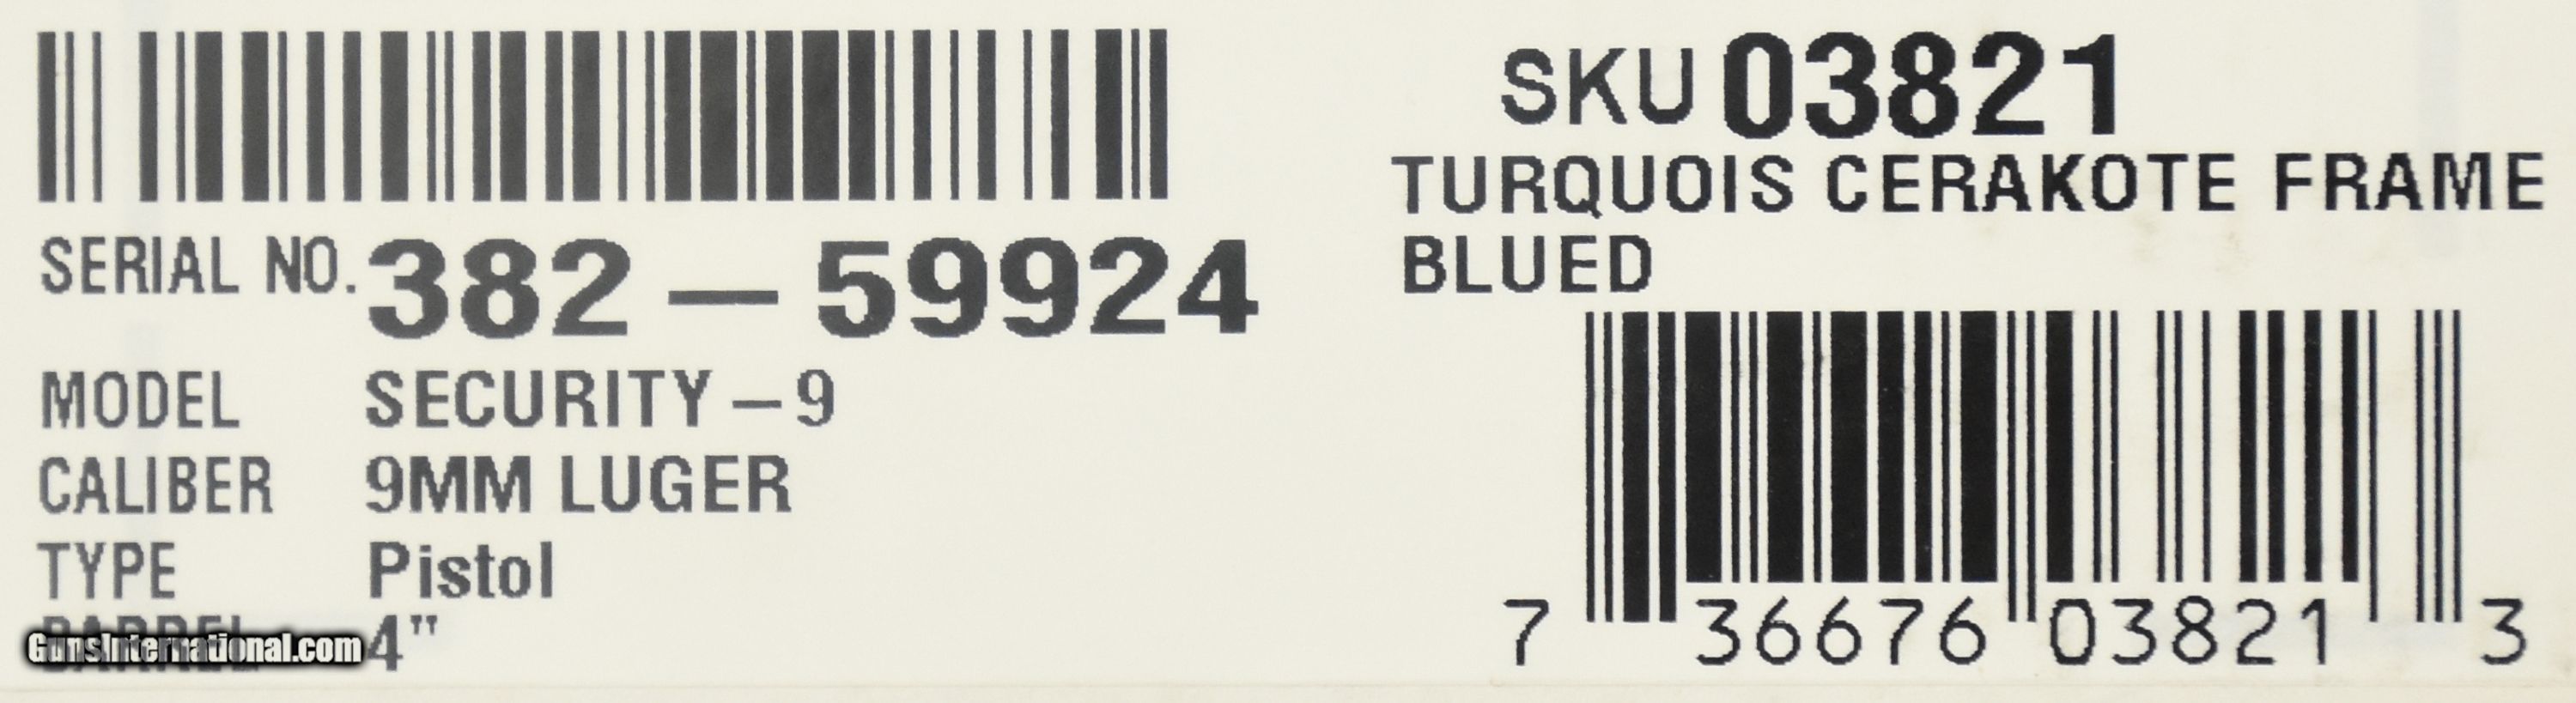 SERIAL NO. 382-59924
MODEL SECURITY-9
CALIBER 9MM LUGER
TYPE Pistol
BARREL 4"
GunsInternational.com
SKU 03821
TURQUOIS CERAKOTE FRAME
BLUED
7 36676 03821 3